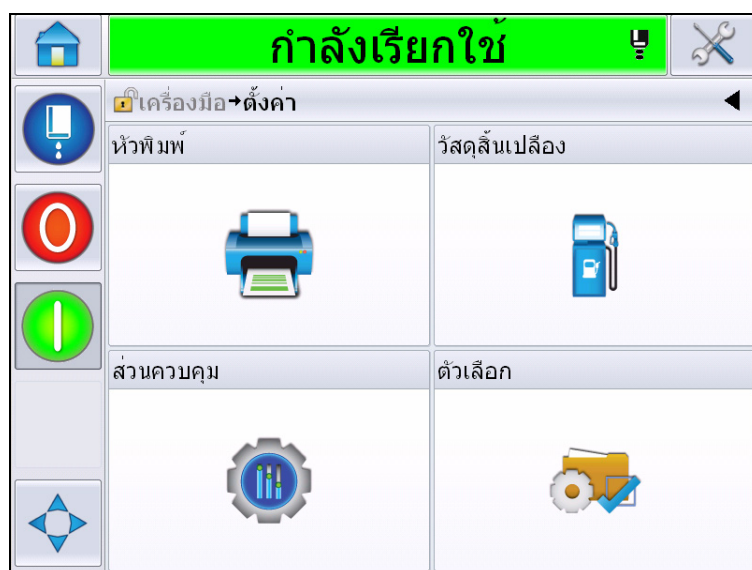 กำลังเรียกใช้
เครื่องมือ→ตั้งค่า
หัวพิมพ์
วัสดุสิ้นเปลือง
ส่วนควบคุม
ตัวเลือก